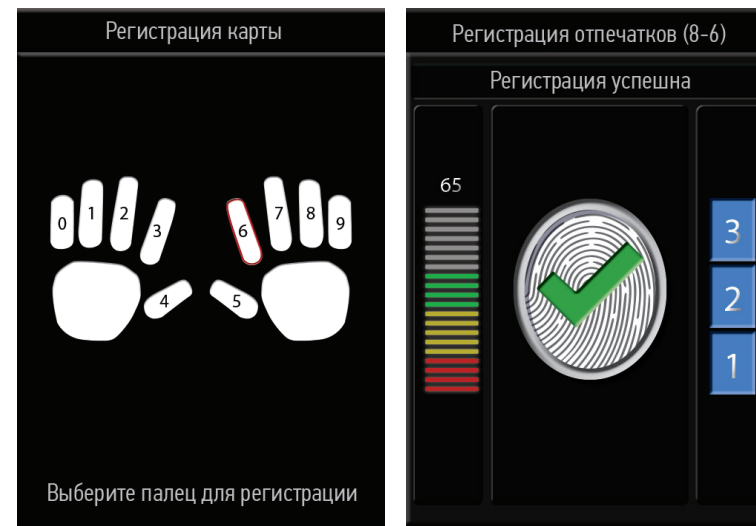 Регистрация карты
0 1 2 3 4 5 6 7 8 9
Выберите палец для регистрации
Регистрация отпечатков (8-6)
Регистрация успешна
65
3
2
1